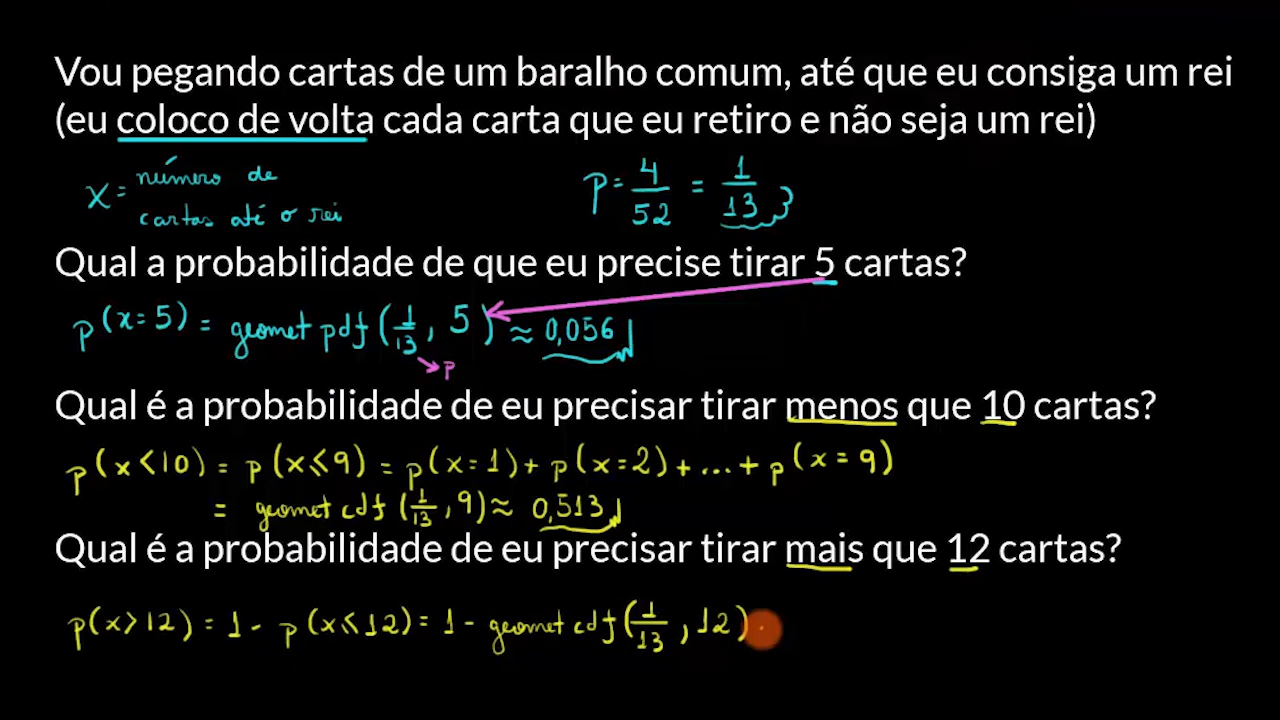 Vou pegando cartas de um baralho comum, até que eu consiga um rei
(eu coloco de volta cada carta que eu retiro e não seja um rei)
x = número de
cartas até o rei
p = 4/52 = 1/13
Qual a probabilidade de que eu precise tirar 5 cartas?
p(x=5) = geomet pdf (1/13, 5) ≈ 0,056
p
Qual é a probabilidade de eu precisar tirar menos que 10 cartas?
p(x<10) = p(x≤9) = p(x=1) + p(x=2) + ... + p(x=9)
= geomet cdf (1/13, 9) ≈ 0,513
Qual é a probabilidade de eu precisar tirar mais que 12 cartas?
p(x>12) = 1 - p(x≤12) = 1 - geomet cdf (1/13, 12)